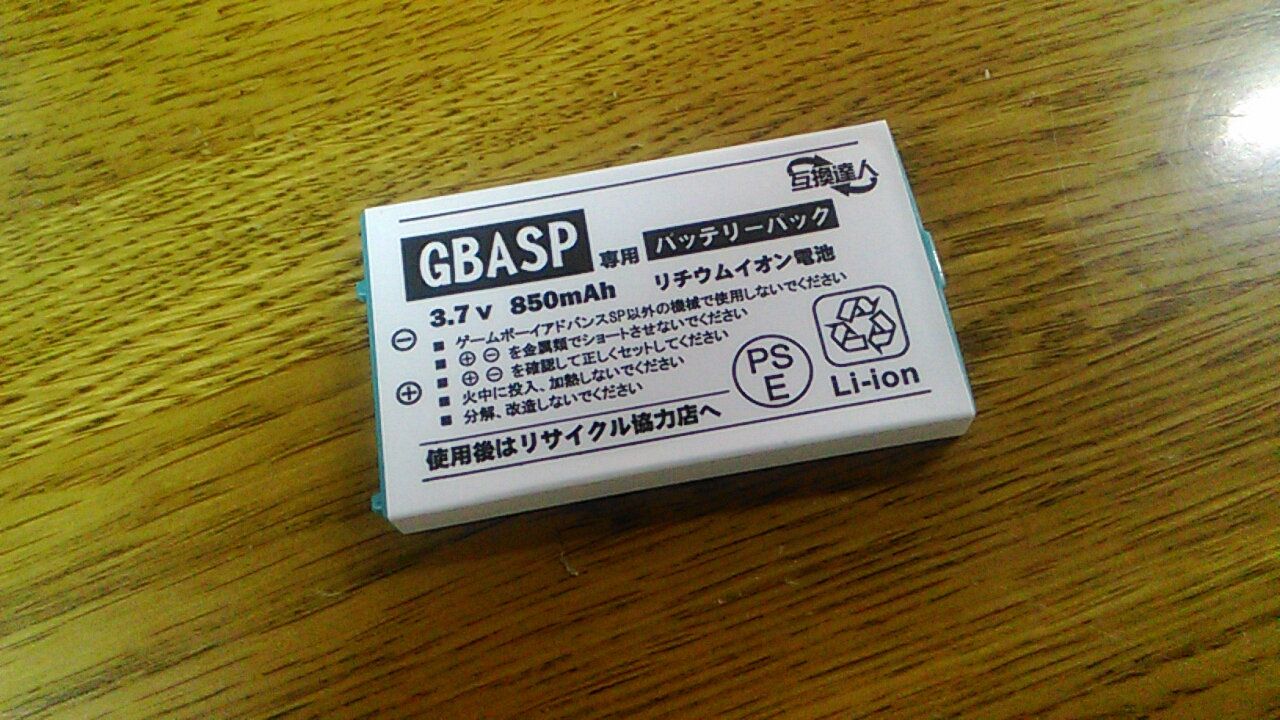 互換達人
GBASP 専用 バッテリーパック
3.7v 850mAh リチウムイオン電池
⊖ ■ ゲームボーイアドバンスSP以外の機械で使用しないでください
■ ⊕ ⊖ を金属類でショートさせないでください
■ ⊕ ⊖ を確認して正しくセットしてください
⊕ ■ 火中に投入、加熱しないでください
■ 分解、改造しないでください
使用後はリサイクル協力店へ
PS
E
Li-ion